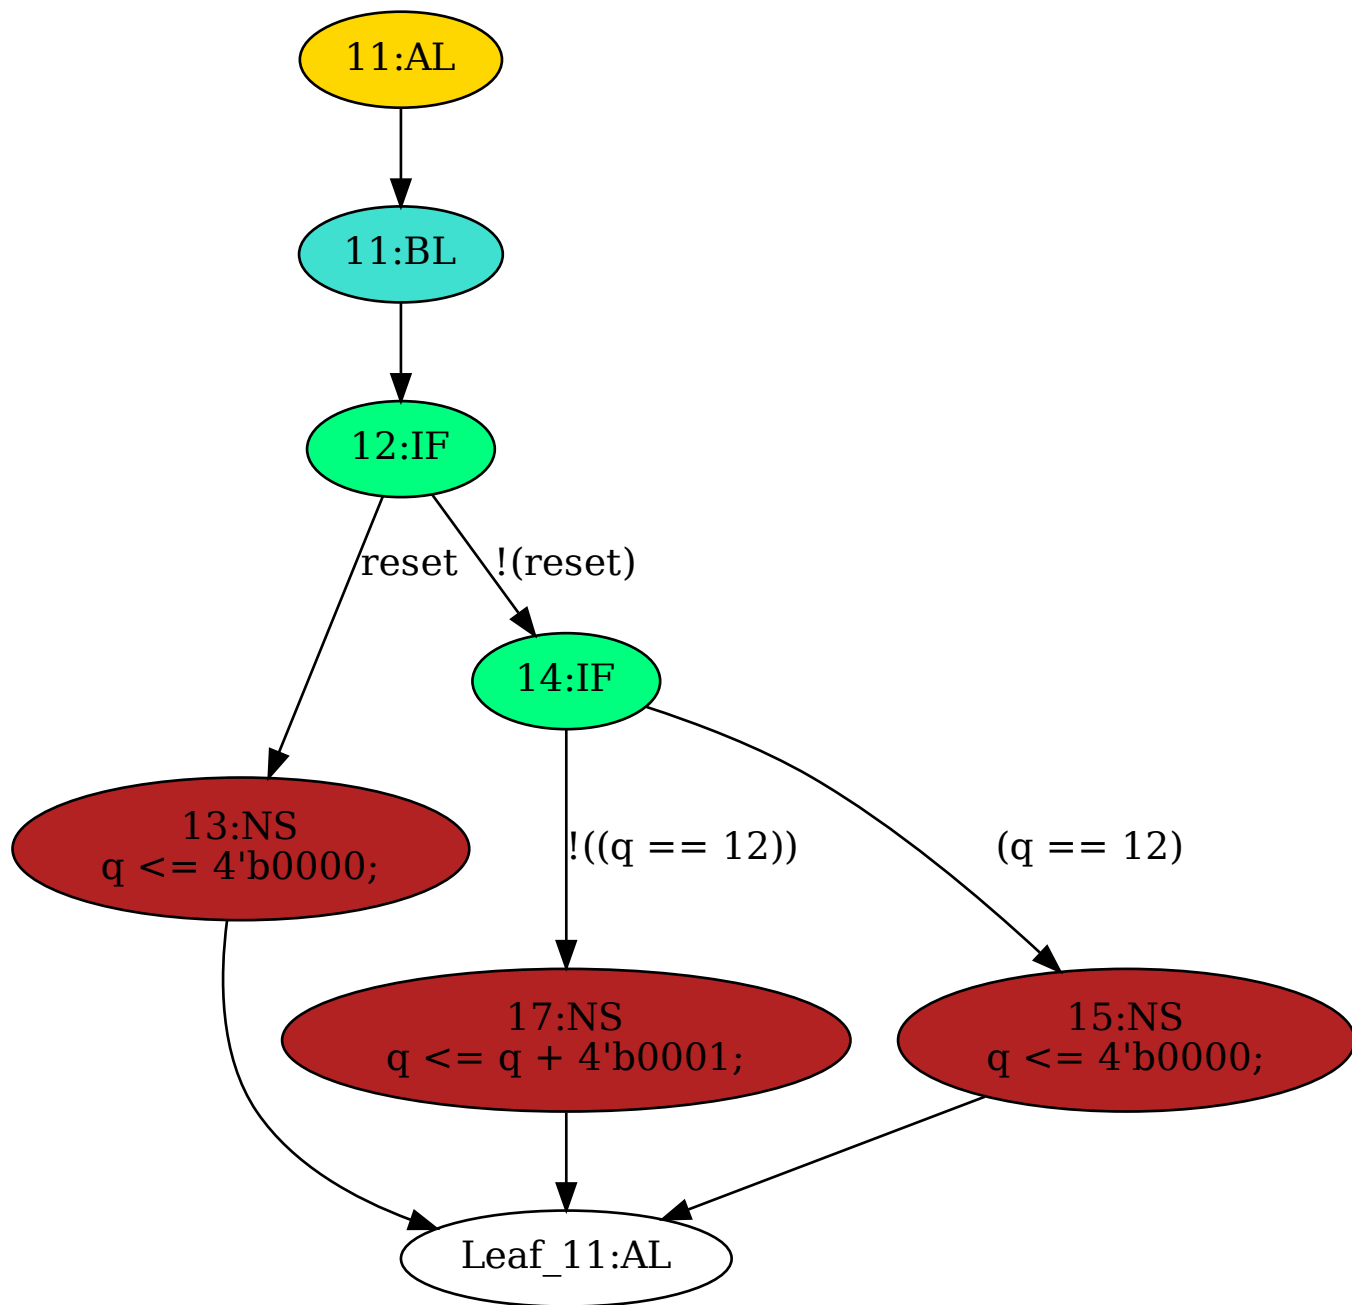 11:AL
11:BL
12:IF
reset
!(reset)
14:IF
13:NS
q <= 4'b0000;
!((q == 12))
(q == 12)
17:NS
q <= q + 4'b0001;
15:NS
q <= 4'b0000;
Leaf_11:AL